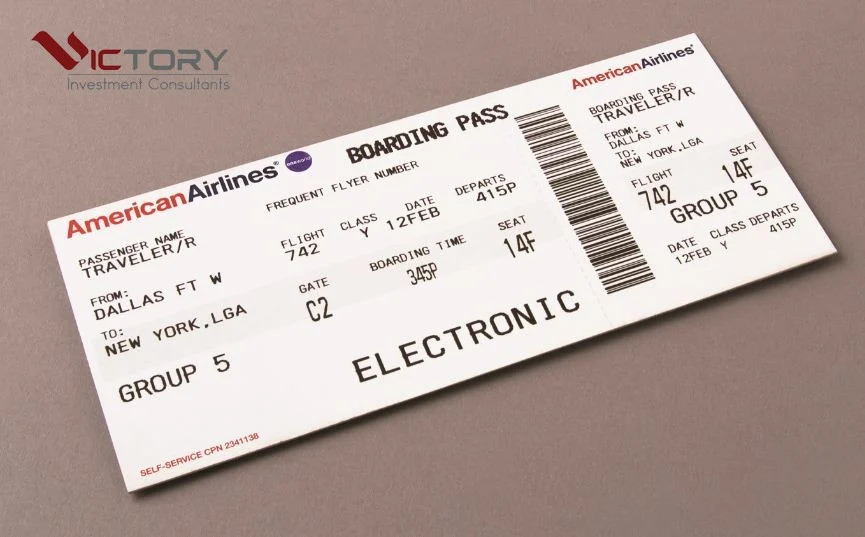 VICTORY
Investment Consultants
AmericanAirlines® oneworld BOARDING PASS
FREQUENT FLYER NUMBER
PASSENGER NAME
TRAVELER/R
FLIGHT CLASS DATE DEPARTS
742 Y 12FEB 415P
FROM:
DALLAS FT W
GATE BOARDING TIME SEAT
C2 345P 14F
TO:
NEW YORK,LGA
GROUP 5
ELECTRONIC
SELF-SERVICE CPN 2341138
AmericanAirlines®
BOARDING PASS
TRAVELER/R
FROM:
DALLAS FT W
TO:
NEW YORK,LGA
FLIGHT SEAT
742 14F
GROUP 5
DATE CLASS DEPARTS
12FEB Y 415P